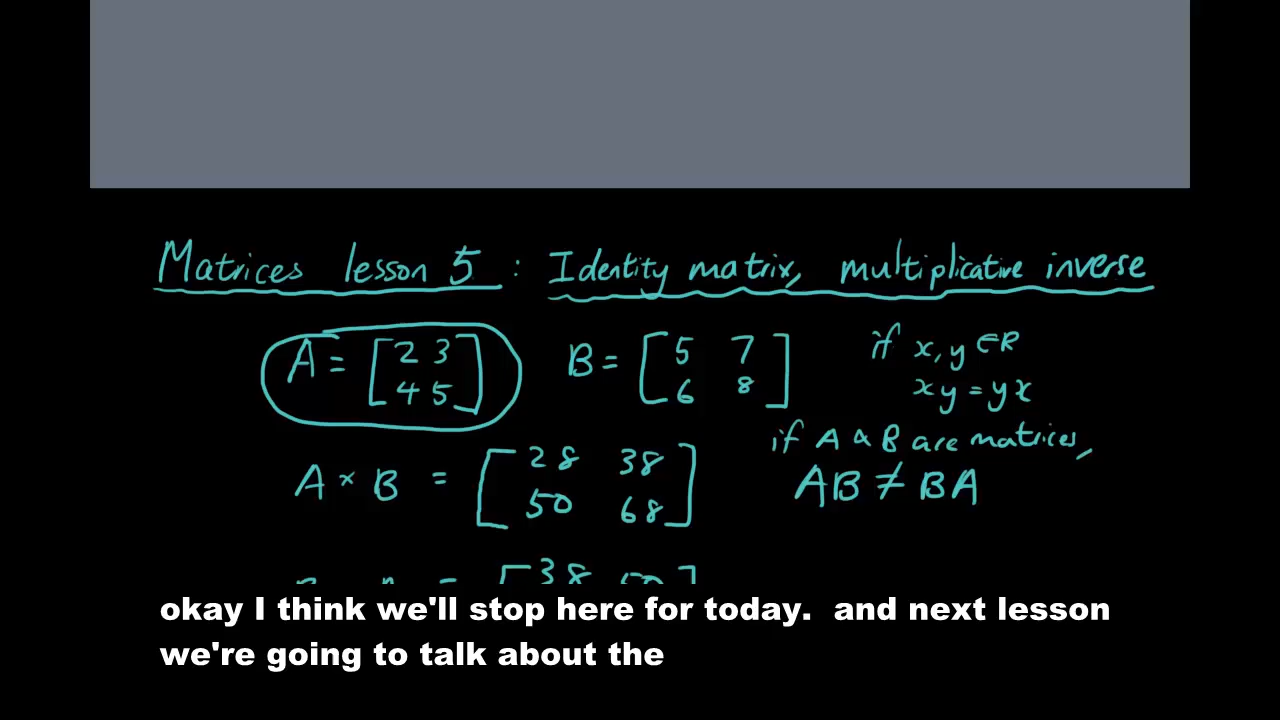 Matrices lesson 5 : Identity matrix, multiplicative inverse
A = [2 3 4 5] B = [5 7 6 8] if x, y ∈ R
xy = yx
if A & B are matrices,
A × B = [28 38 50 68] AB ≠ BA
= [38
okay I think we'll stop here for today. and next lesson
we're going to talk about the